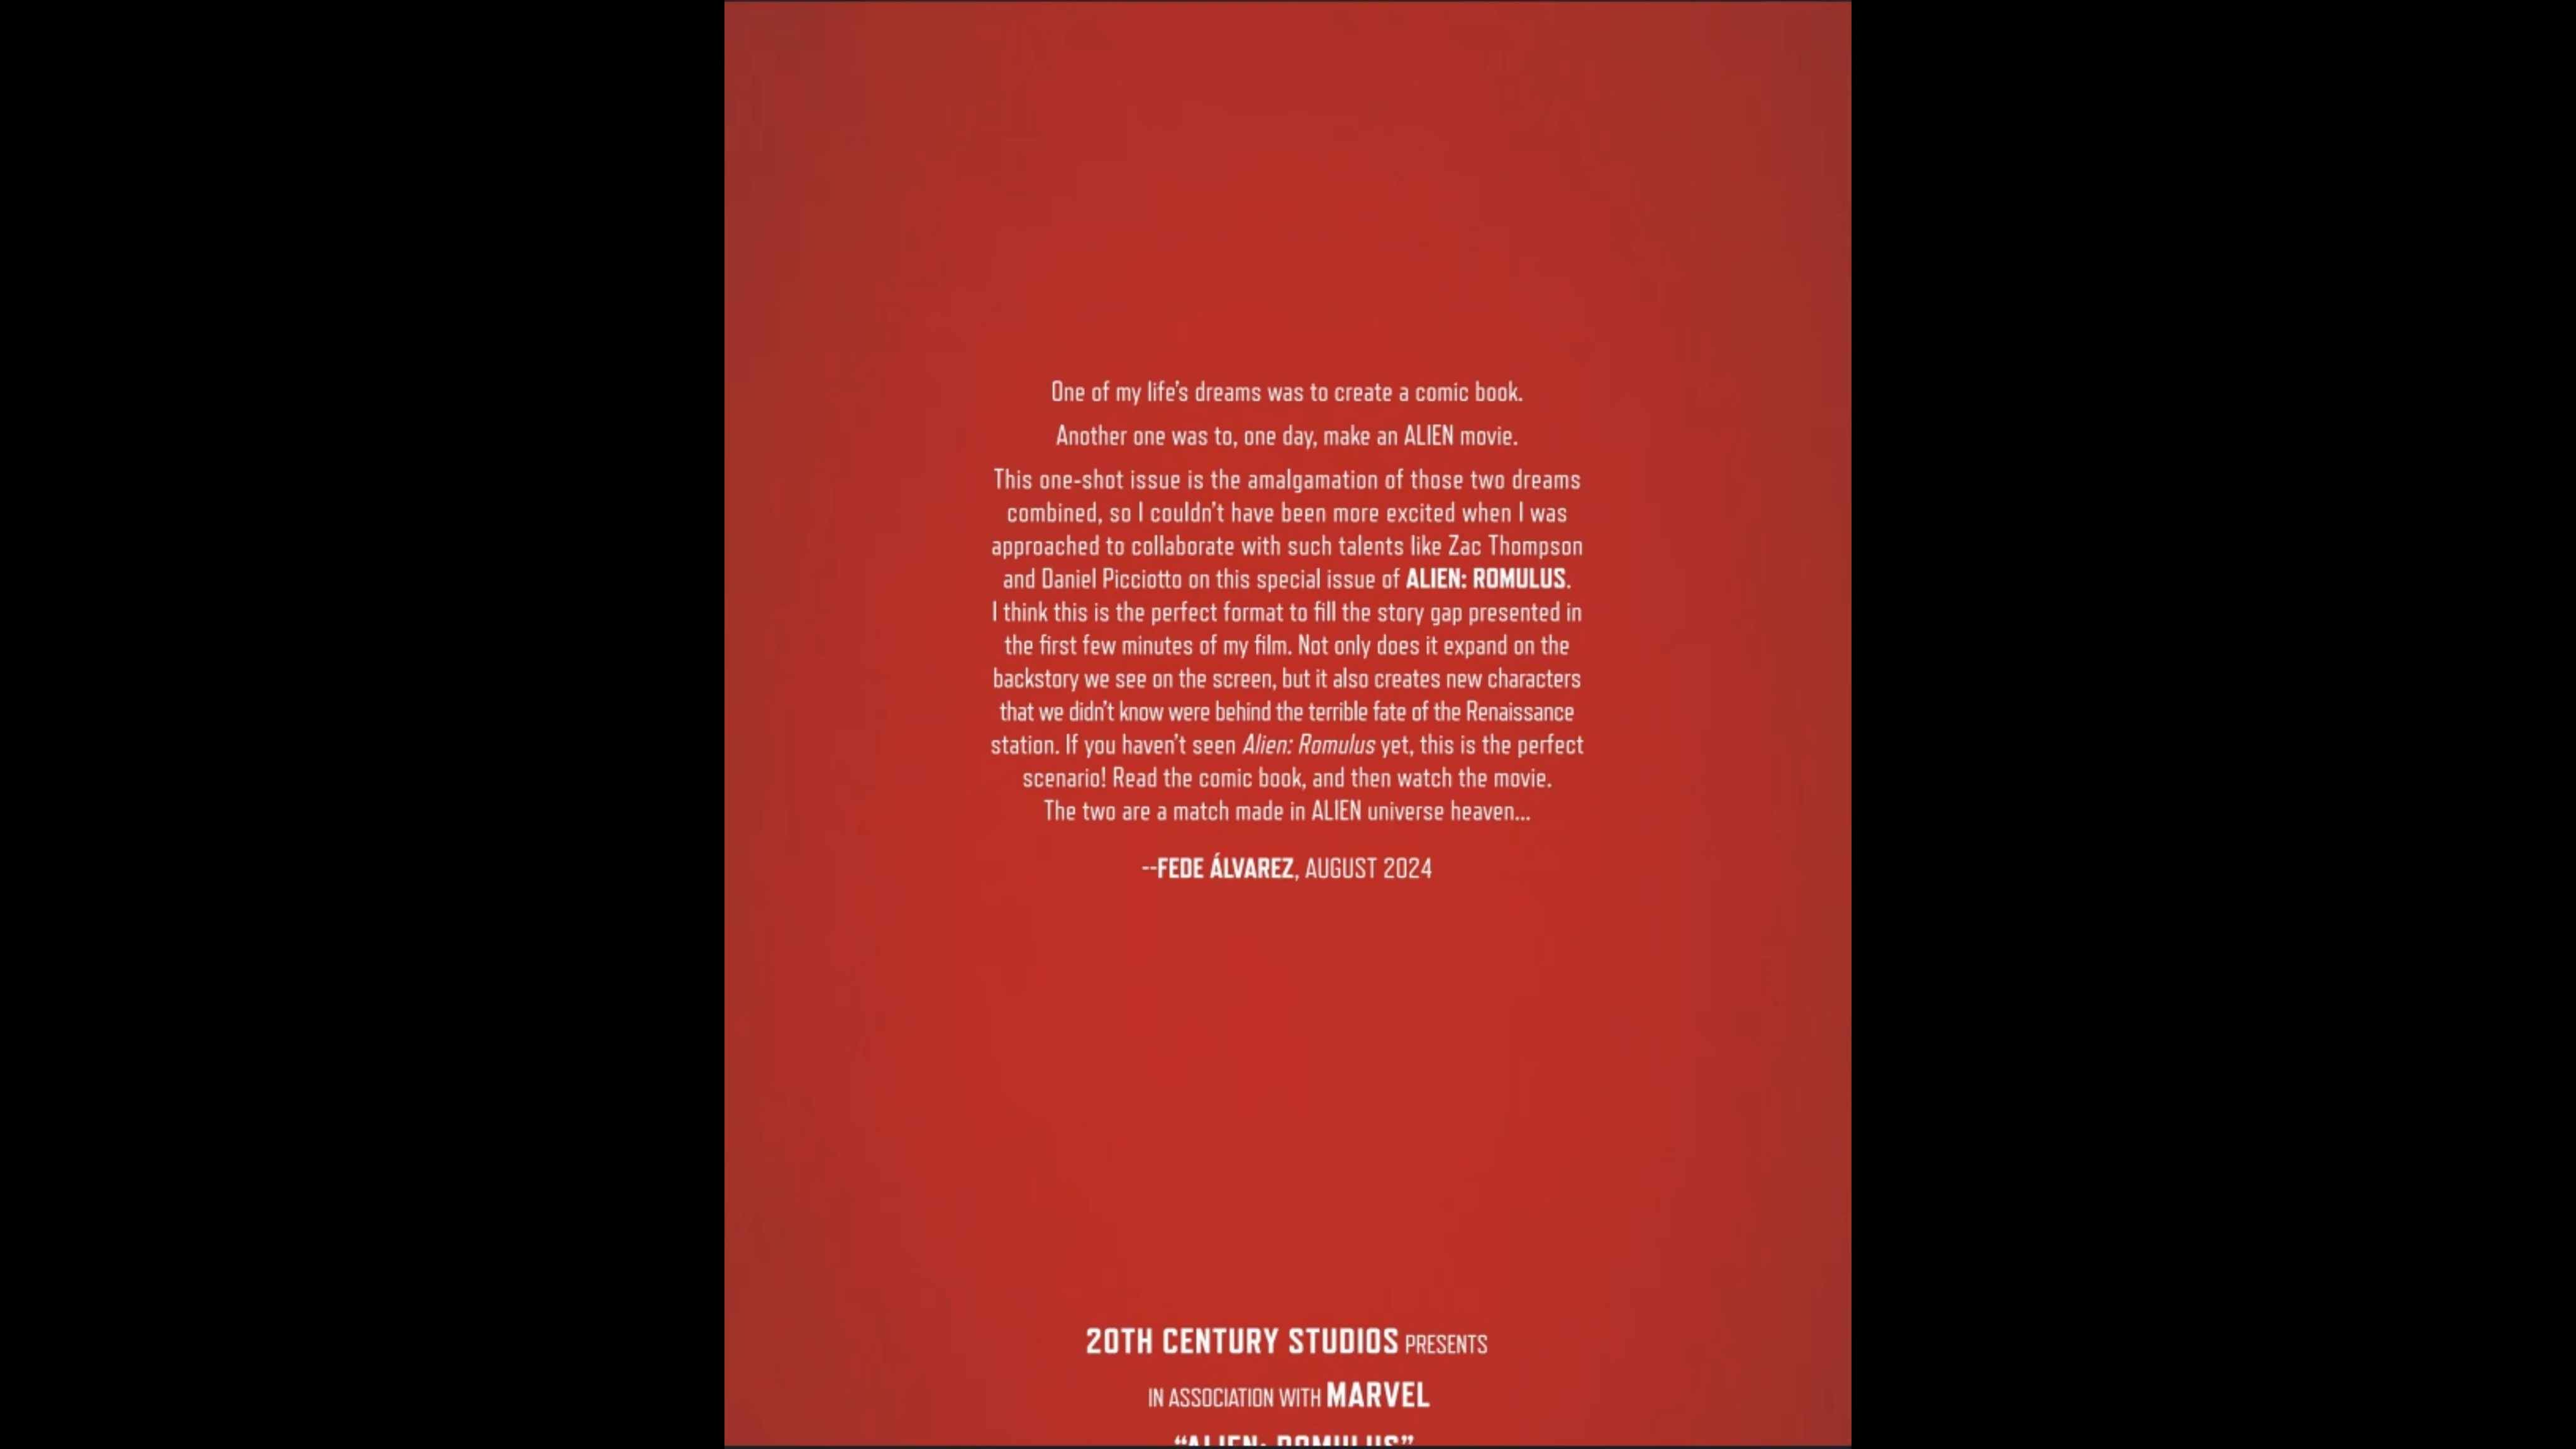 One of my life's dreams was to create a comic book.
Another one was to, one day, make an ALIEN movie.
This one-shot issue is the amalgamation of those two dreams
combined, so I couldn't have been more excited when I was
approached to collaborate with such talents like Zac Thompson
and Daniel Picciotto on this special issue of ALIEN: ROMULUS.
I think this is the perfect format to fill the story gap presented in
the first few minutes of my film. Not only does it expand on the
backstory we see on the screen, but it also creates new characters
that we didn't know were behind the terrible fate of the Renaissance
station. If you haven't seen Alien: Romulus yet, this is the perfect
scenario! Read the comic book, and then watch the movie.
The two are a match made in ALIEN universe heaven...
--FEDE ÁLVAREZ, AUGUST 2024
20TH CENTURY STUDIOS PRESENTS
IN ASSOCIATION WITH MARVEL
"ALIEN: ROMULUS"